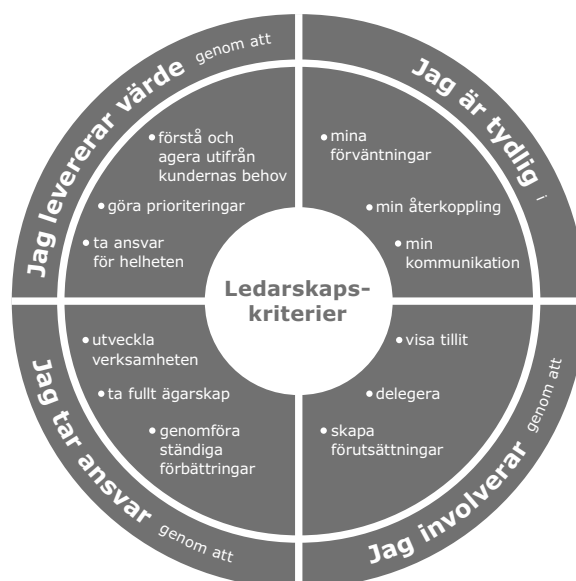 Jag levererar värde genom att
förstå och
agera utifrån
kundernas behov
göra prioriteringar
ta ansvar
för helheten
Jag är tydlig i
mina
förväntningar
min återkoppling
min
kommunikation
Ledarskaps-
kriterier
Jag tar ansvar genom att
utveckla
verksamheten
ta fullt ägarskap
genomföra
ständiga
förbättringar
Jag involverar genom att
visa tillit
delegera
skapa
förutsättningar